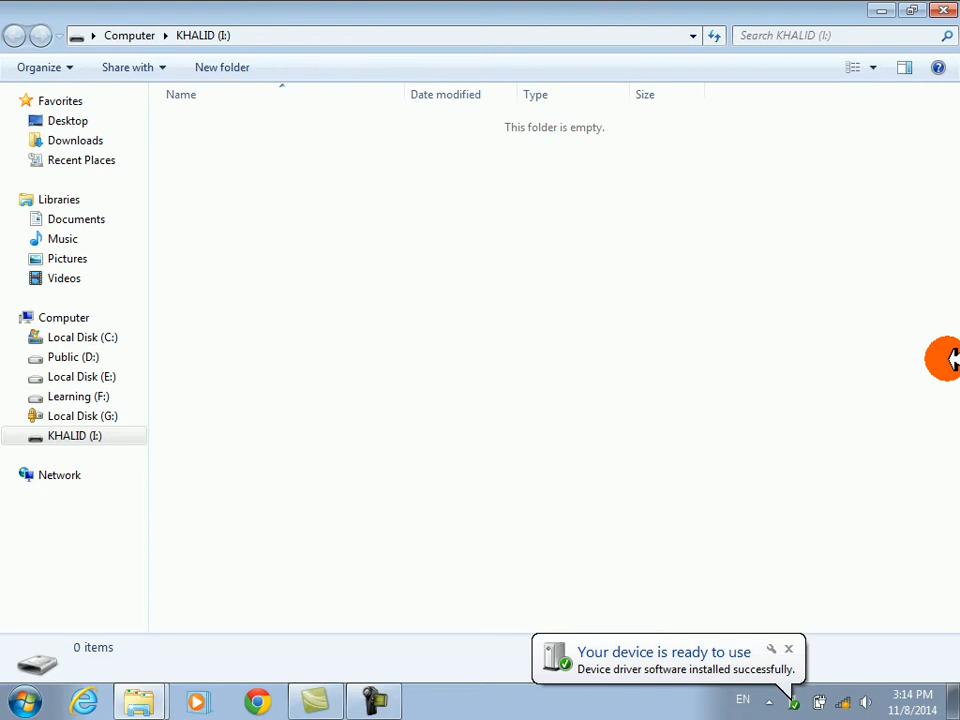 Computer KHALID (I:)
Search KHALID (I:)
Organize Share with New folder
Name Date modified Type Size
This folder is empty.
Favorites
Desktop
Downloads
Recent Places
Libraries
Documents
Music
Pictures
Videos
Computer
Local Disk (C:)
Public (D:)
Local Disk (E:)
Learning (F:)
Local Disk (G:)
KHALID (I:)
Network
0 items
Your device is ready to use
Device driver software installed successfully.
EN
3:14 PM
11/8/2014